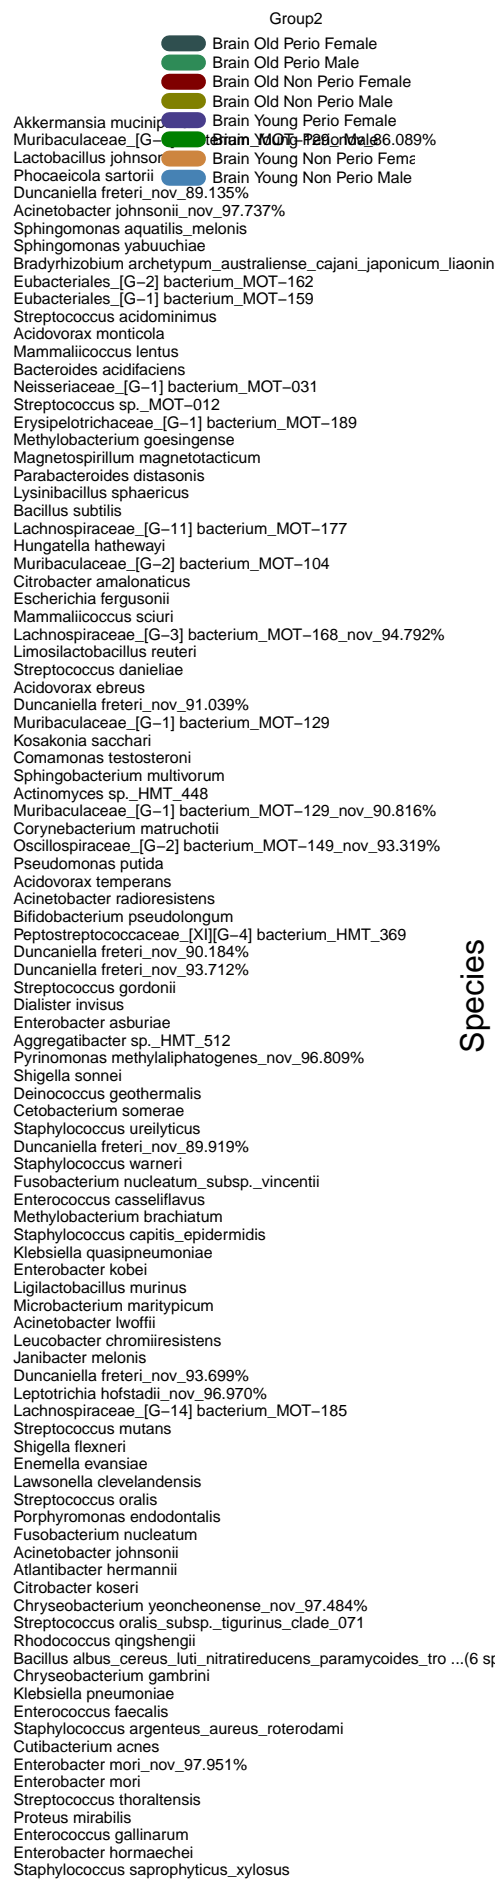 Group2
Brain Old Perio Female
Brain Old Perio Male
Brain Old Non Perio Female
Brain Old Non Perio Male
Brain Young Perio Female
Brain Young Perio Male
Brain Young Non Perio Fema
Brain Young Non Perio Male
Akkermansia mucinip
Muribaculaceae_[G− bacterium_MOT−129_nov_86.089%
Lactobacillus johnson
Phocaeicola sartorii
Duncaniella freteri_nov_89.135%
Acinetobacter johnsonii_nov_97.737%
Sphingomonas aquatilis_melonis
Sphingomonas yabuuchiae
Bradyrhizobium archetypum_australiense_cajani_japonicum_liaonin
Eubacteriales_[G−2] bacterium_MOT−162
Eubacteriales_[G−1] bacterium_MOT−159
Streptococcus acidominimus
Acidovorax monticola
Mammaliicoccus lentus
Bacteroides acidifaciens
Neisseriaceae_[G−1] bacterium_MOT−031
Streptococcus sp._MOT−012
Erysipelotrichaceae_[G−1] bacterium_MOT−189
Methylobacterium goesingense
Magnetospirillum magnetotacticum
Parabacteroides distasonis
Lysinibacillus sphaericus
Bacillus subtilis
Lachnospiraceae_[G−11] bacterium_MOT−177
Hungatella hathewayi
Muribaculaceae_[G−2] bacterium_MOT−104
Citrobacter amalonaticus
Escherichia fergusonii
Mammaliicoccus sciuri
Lachnospiraceae_[G−3] bacterium_MOT−168_nov_94.792%
Limosilactobacillus reuteri
Streptococcus danieliae
Acidovorax ebreus
Duncaniella freteri_nov_91.039%
Muribaculaceae_[G−1] bacterium_MOT−129
Kosakonia sacchari
Comamonas testosteroni
Sphingobacterium multivorum
Actinomyces sp._HMT_448
Muribaculaceae_[G−1] bacterium_MOT−129_nov_90.816%
Corynebacterium matruchotii
Oscillospiraceae_[G−2] bacterium_MOT−149_nov_93.319%
Pseudomonas putida
Acidovorax temperans
Acinetobacter radioresistens
Bifidobacterium pseudolongum
Peptostreptococcaceae_[XI][G−4] bacterium_HMT_369
Duncaniella freteri_nov_90.184%
Duncaniella freteri_nov_93.712%
Streptococcus gordonii
Dialister invisus
Enterobacter asburiae
Aggregatibacter sp._HMT_512
Pyrinomonas methylaliphatogenes_nov_96.809%
Shigella sonnei
Deinococcus geothermalis
Cetobacterium somerae
Staphylococcus ureilyticus
Duncaniella freteri_nov_89.919%
Staphylococcus warneri
Fusobacterium nucleatum_subsp._vincentii
Enterococcus casseliflavus
Methylobacterium brachiatum
Staphylococcus capitis_epidermidis
Klebsiella quasipneumoniae
Enterobacter kobei
Ligilactobacillus murinus
Microbacterium maritypicum
Acinetobacter lwoffii
Leucobacter chromiiresistens
Janibacter melonis
Duncaniella freteri_nov_93.699%
Leptotrichia hofstadii_nov_96.970%
Lachnospiraceae_[G−14] bacterium_MOT−185
Streptococcus mutans
Shigella flexneri
Enemella evansiae
Lawsonella clevelandensis
Streptococcus oralis
Porphyromonas endodontalis
Fusobacterium nucleatum
Acinetobacter johnsonii
Atlantibacter hermannii
Citrobacter koseri
Chryseobacterium yeoncheonense_nov_97.484%
Streptococcus oralis_subsp._tigurinus_clade_071
Rhodococcus qingshengii
Bacillus albus_cereus_luti_nitratireducens_paramycoides_tro ...(6 sp
Chryseobacterium gambrini
Klebsiella pneumoniae
Enterococcus faecalis
Staphylococcus argenteus_aureus_roterodami
Cutibacterium acnes
Enterobacter mori_nov_97.951%
Enterobacter mori
Streptococcus thoraltensis
Proteus mirabilis
Enterococcus gallinarum
Enterobacter hormaechei
Staphylococcus saprophyticus_xylosus
Species